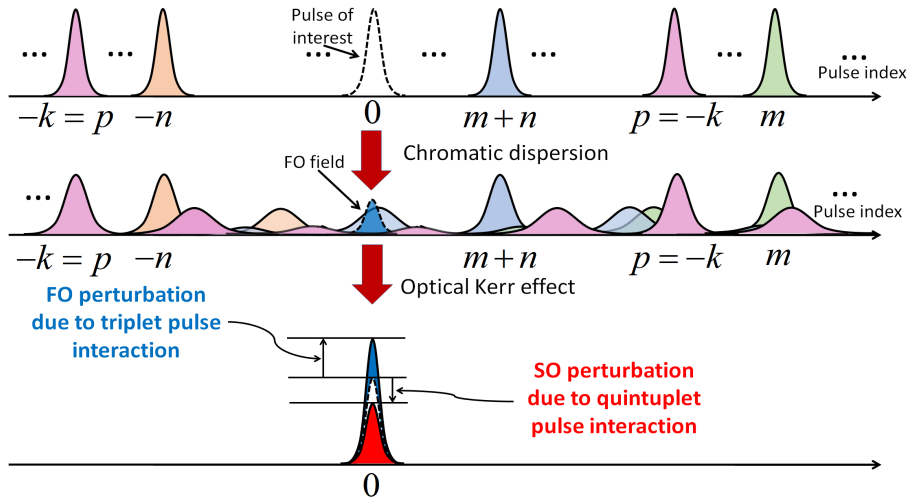 Pulse of
interest
... ... ... ... ... ... ...
Pulse index
−k = p −n 0 m + n p = −k m
Chromatic dispersion
FO field
... ...
Pulse index
−k = p −n m + n p = −k m
Optical Kerr effect
FO perturbation
due to triplet pulse
interaction
SO perturbation
due to quintuplet
pulse interaction
0